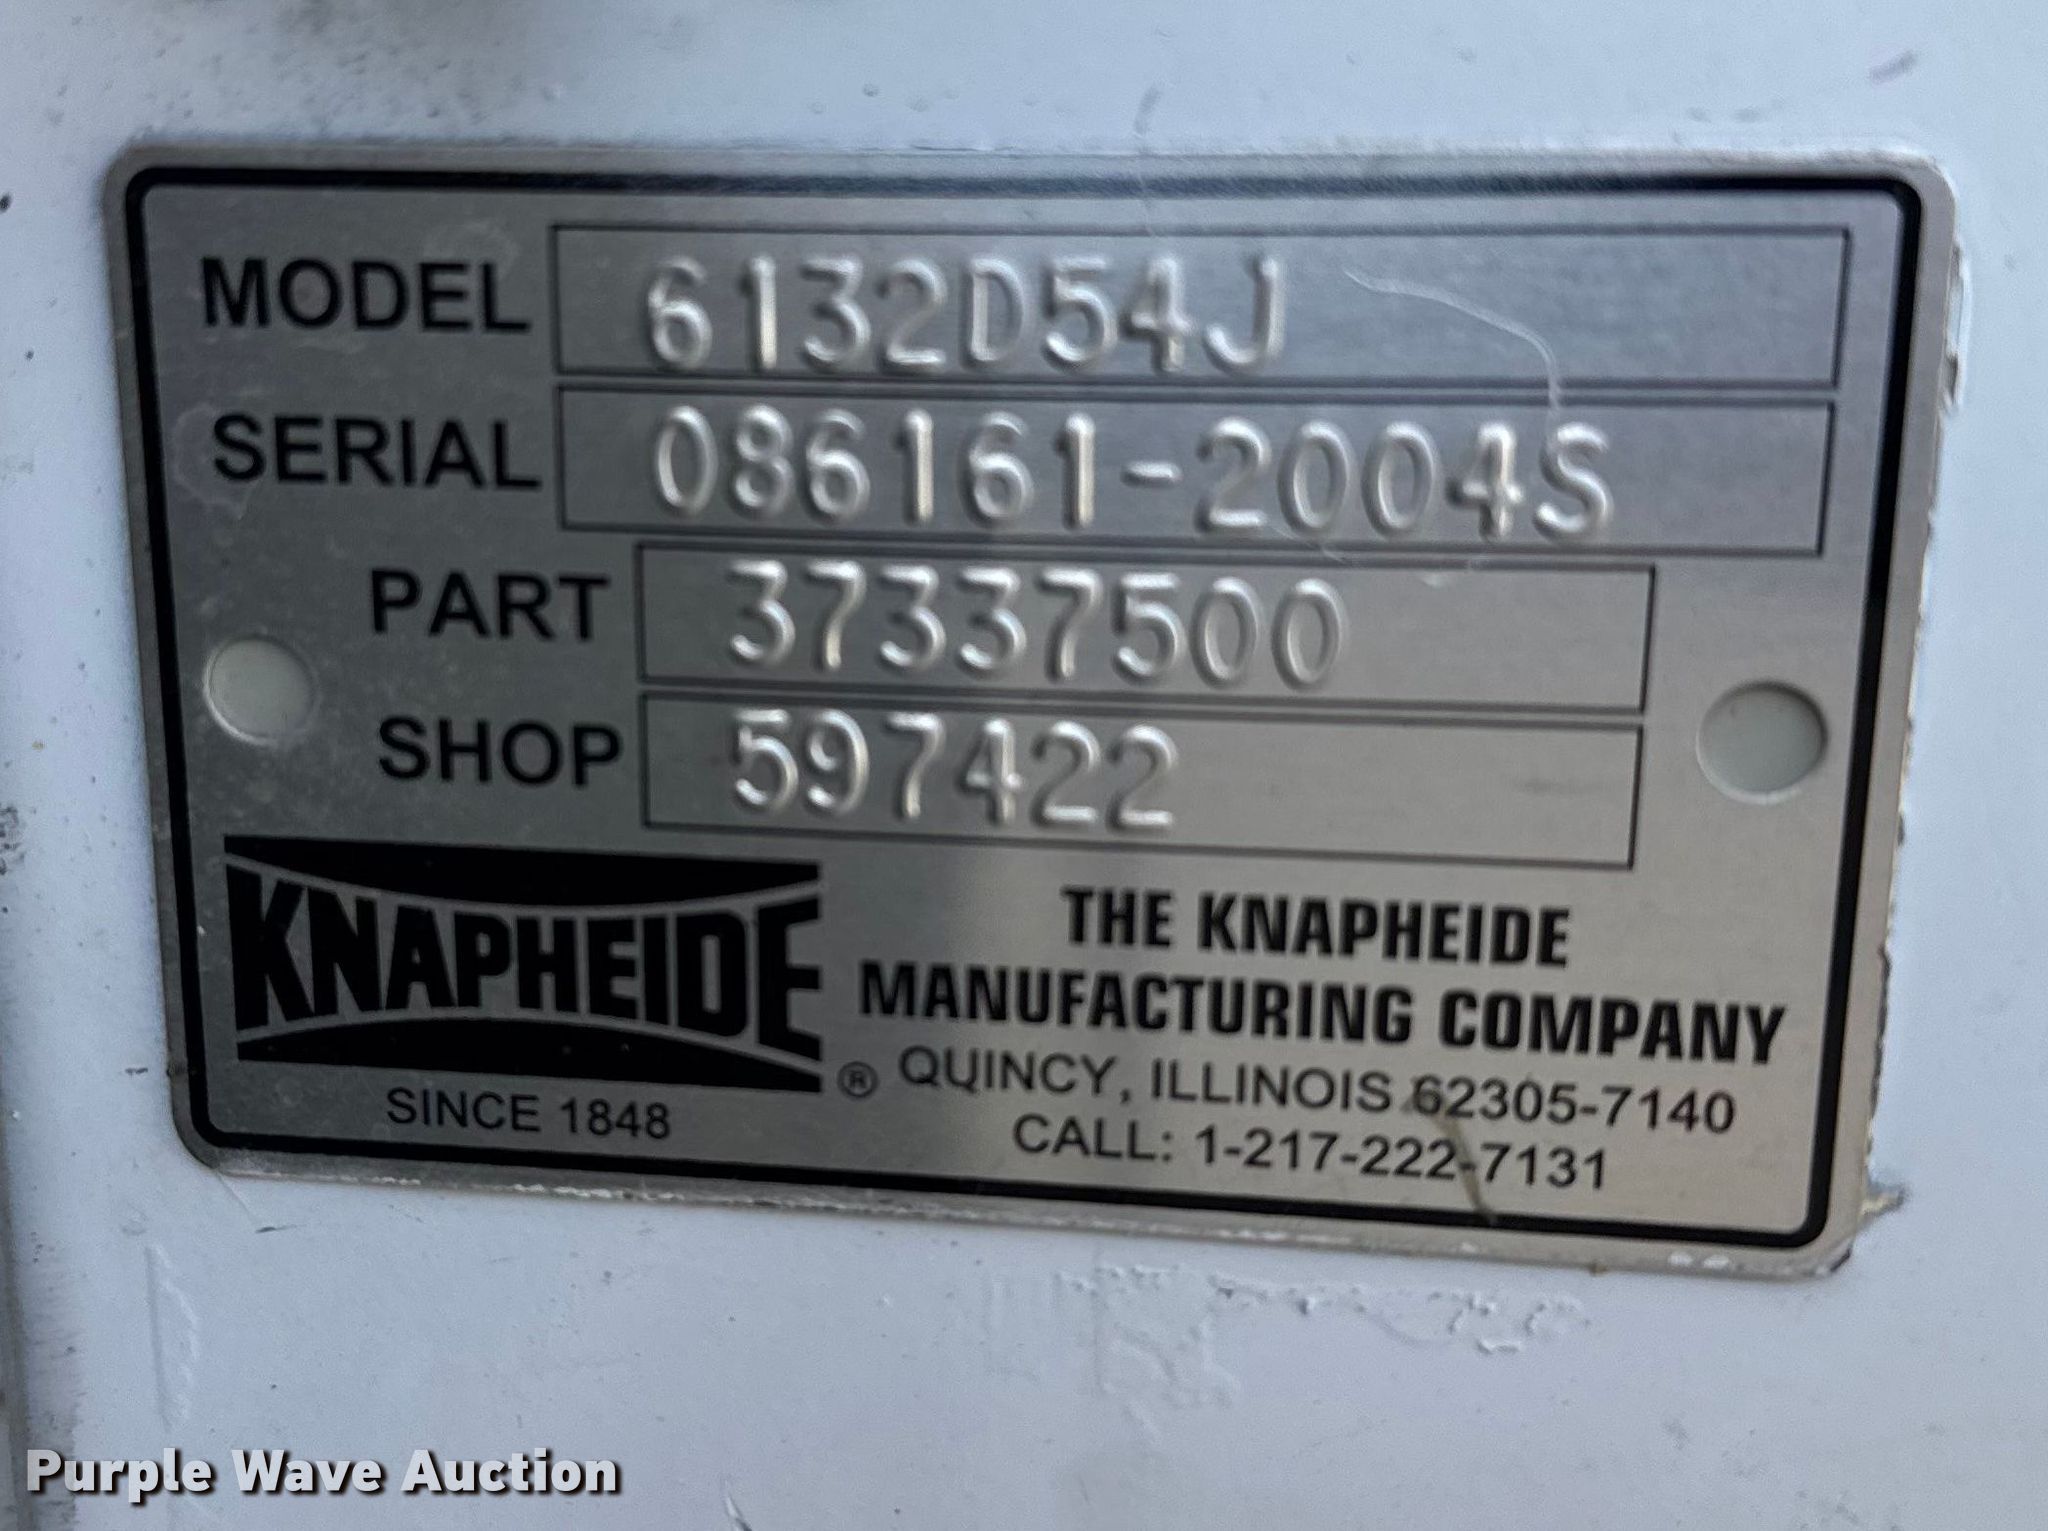 MODEL 6132D54J
SERIAL 086161-2004S
PART 37337500
SHOP 597422
KNAPHEIDE ®
SINCE 1848
THE KNAPHEIDE
MANUFACTURING COMPANY
QUINCY, ILLINOIS 62305-7140
CALL: 1-217-222-7131
Purple Wave Auction